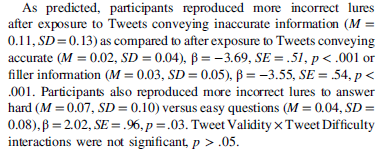 As predicted, participants reproduced more incorrect lures
after exposure to Tweets conveying inaccurate information (M =
0.11, SD = 0.13) as compared to after exposure to Tweets conveying
accurate (M = 0.02, SD = 0.04), β = −3.69, SE = .51, p < .001 or
filler information (M = 0.03, SD = 0.05), β = −3.55, SE = .54, p <
.001. Participants also reproduced more incorrect lures to answer
hard (M = 0.07, SD = 0.10) versus easy questions (M = 0.04, SD =
0.08), β = 2.02, SE = .96, p = .03. Tweet Validity × Tweet Difficulty
interactions were not significant, p > .05.